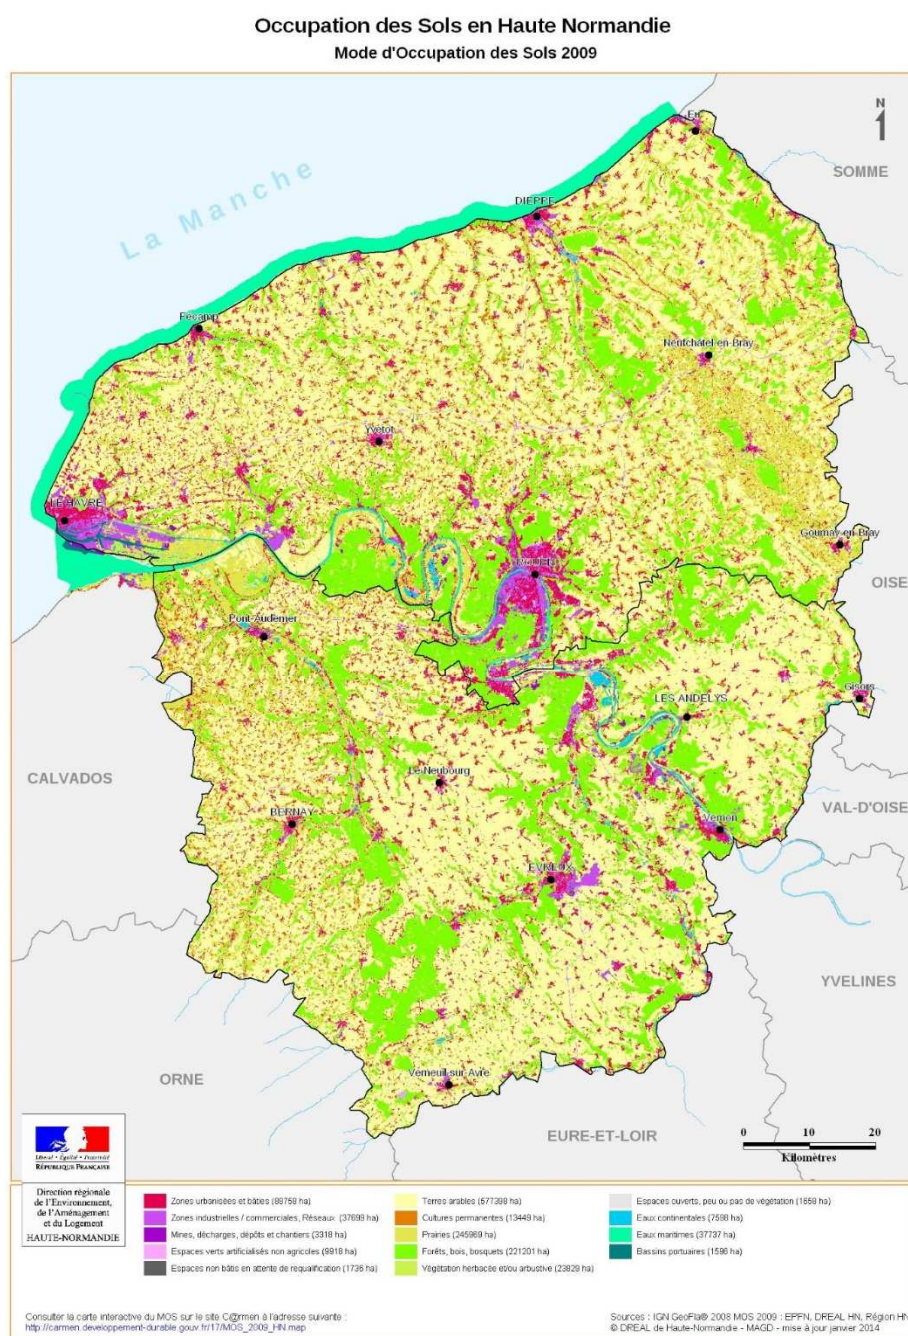 Occupation des Sols en Haute Normandie
Mode d'Occupation des Sols 2009
N
La Manche
SOMME
Eu
DIEPPE
Fécamp
Neufchatel-en-Bray
Yvetot
LE HAVRE
Gournay-en-Bray
ROUEN
OISE
Pont-Audemer
Gisors
LES ANDELYS
CALVADOS
Le Neubourg
VAL-D'OISE
BERNAY
Vernon
EVREUX
YVELINES
ORNE
Verneuil-sur-Avre
EURE-ET-LOIR
0 10 20
Kilomètres
Liberté • Égalité • Fraternité
RÉPUBLIQUE FRANÇAISE
Direction régionale
de l'Environnement,
de l'Aménagement
et du Logement
HAUTE-NORMANDIE
Zones urbanisées et bâties (89758 ha)
Zones industrielles / commerciales, Réseaux (37698 ha)
Mines, décharges, dépôts et chantiers (3318 ha)
Espaces verts artificialisés non agricoles (9918 ha)
Espaces non bâtis en attente de requalification (1736 ha)
Terres arables (577398 ha)
Cultures permanentes (13449 ha)
Prairies (245969 ha)
Forêts, bois, bosquets (221201 ha)
Végétation herbacée et/ou arbustive (23829 ha)
Espaces ouverts, peu ou pas de végétation (1658 ha)
Eaux continentales (7598 ha)
Eaux maritimes (37737 ha)
Bassins portuaires (1596 ha)
Consulter la carte interactive du MOS sur le site C@rmen à l'adresse suivante :
http://carmen.developpement-durable.gouv.fr/17/MOS_2009_HN.map
Sources : IGN GeoFla® 2008 MOS 2009 : EPFN, DREAL HN, Région HN
© DREAL de Haute-Normandie - MAGD - mise à jour janvier 2014